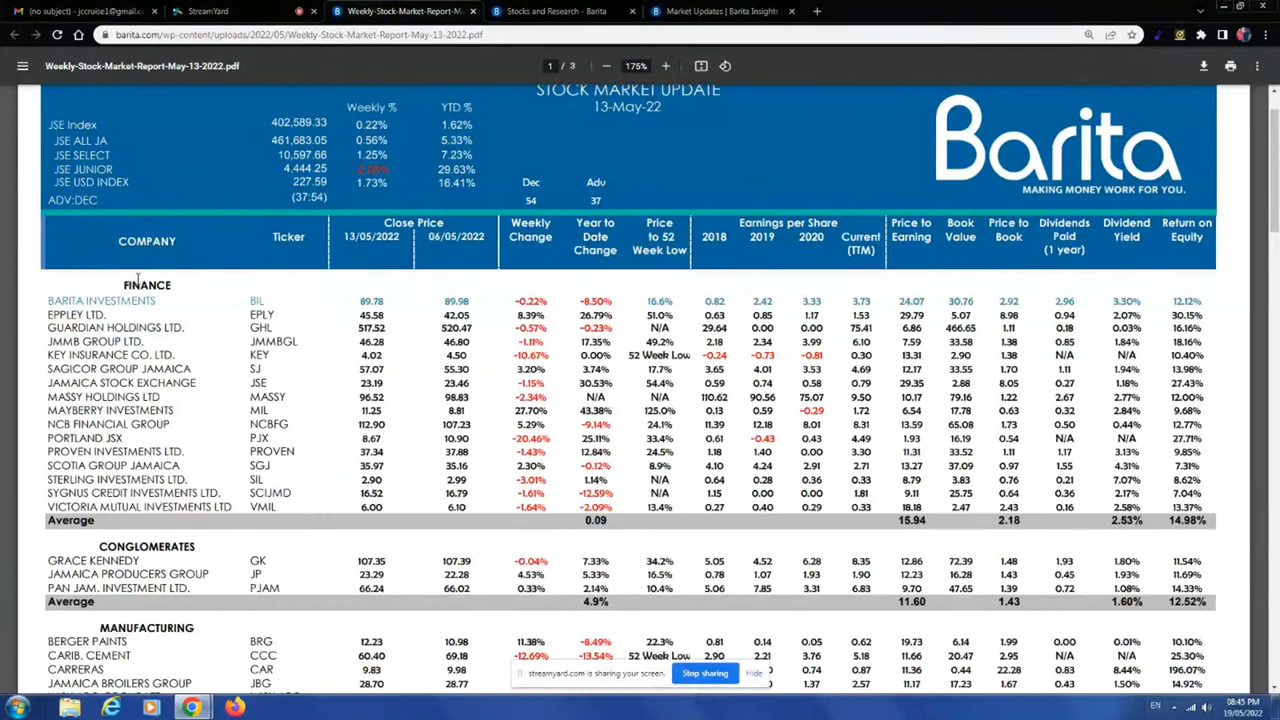 (no subject) - jccruise1@gmail.c StreamYard Weekly-Stock-Market-Report-M Stocks and Research - Barita Market Updates | Barita Insights
barita.com/wp-content/uploads/2022/05/Weekly-Stock-Market-Report-May-13-2022.pdf
Weekly-Stock-Market-Report-May-13-2022.pdf 1 / 3 175%
STOCK MARKET UPDATE
13-May-22
Weekly % YTD %
JSE Index 402,589.33 0.22% 1.62%
JSE ALL JA 461,683.05 0.56% 5.33%
JSE SELECT 10,597.66 1.25% 7.23%
JSE JUNIOR 4,444.25 29.63%
JSE USD INDEX 227.59 1.73% 16.41% Dec Adv
ADV:DEC (37:54) 54 37
Barita
MAKING MONEY WORK FOR YOU.
COMPANY Ticker Close Price 13/05/2022 06/05/2022 Weekly Change Year to Date Change Price to 52 Week Low Earnings per Share 2018 2019 2020 Current (TTM) Price to Earning Book Value Price to Book Dividends Paid (1 year) Dividend Yield Return on Equity
FINANCE
BARITA INVESTMENTS BIL 89.78 89.98 -0.22% -8.50% 16.6% 0.82 2.42 3.33 3.73 24.07 30.76 2.92 2.96 3.30% 12.12%
EPPLEY LTD. EPLY 45.58 42.05 8.39% 26.79% 51.0% 0.63 0.85 1.17 1.53 29.79 5.07 8.98 0.94 2.07% 30.15%
GUARDIAN HOLDINGS LTD. GHL 517.52 520.47 -0.57% -0.23% N/A 29.64 0.00 0.00 75.41 6.86 466.65 1.11 0.18 0.03% 16.16%
JMMB GROUP LTD. JMMBGL 46.28 46.80 -1.11% 17.35% 49.2% 2.18 2.34 3.99 6.10 7.59 33.58 1.38 0.85 1.84% 18.16%
KEY INSURANCE CO. LTD. KEY 4.02 4.50 -10.67% 0.00% 52 Week Low -0.24 -0.73 -0.81 0.30 13.31 2.90 1.38 N/A N/A 10.40%
SAGICOR GROUP JAMAICA SJ 57.07 55.30 3.20% 3.74% 17.7% 3.65 4.01 3.53 4.69 12.17 33.55 1.70 1.11 1.94% 13.98%
JAMAICA STOCK EXCHANGE JSE 23.19 23.46 -1.15% 30.53% 54.4% 0.59 0.74 0.58 0.79 29.35 2.88 8.05 0.27 1.18% 27.43%
MASSY HOLDINGS LTD MASSY 96.52 98.83 -2.34% N/A N/A 110.62 90.56 75.07 9.50 10.17 79.16 1.22 2.67 2.77% 12.00%
MAYBERRY INVESTMENTS MIL 11.25 8.81 27.70% 43.38% 125.0% 0.13 0.59 -0.29 1.72 6.54 17.78 0.63 0.32 2.84% 9.68%
NCB FINANCIAL GROUP NCBFG 112.90 107.23 5.29% -9.14% 24.1% 11.39 12.18 8.01 8.31 13.59 65.08 1.73 0.50 0.44% 12.77%
PORTLAND JSX PJX 8.67 10.90 -20.46% 25.11% 33.4% 0.61 -0.43 0.43 4.49 1.93 16.19 0.54 N/A N/A 27.71%
PROVEN INVESTMENTS LTD. PROVEN 37.34 37.88 -1.43% 12.84% 24.5% 1.18 1.40 0.00 3.30 11.31 33.52 1.11 1.17 3.13% 9.85%
SCOTIA GROUP JAMAICA SGJ 35.97 35.16 2.30% -0.12% 8.9% 4.10 4.24 2.91 2.71 13.27 37.09 0.97 1.55 4.31% 7.31%
STERLING INVESTMENTS LTD. SIL 2.90 2.99 -3.01% 1.14% N/A 0.64 0.28 0.36 0.33 8.79 3.83 0.76 0.21 7.07% 8.62%
SYGNUS CREDIT INVESTMENTS LTD. SCIJMD 16.52 16.79 -1.61% -12.59% N/A 1.15 0.00 0.00 1.81 9.11 25.75 0.64 0.36 2.17% 7.04%
VICTORIA MUTUAL INVESTMENTS LTD VMIL 6.00 6.10 -1.64% -2.09% 13.4% 0.27 0.40 0.29 0.33 18.18 2.47 2.43 0.16 2.58% 13.37%
Average 0.09 15.94 2.18 2.53% 14.98%
CONGLOMERATES
GRACE KENNEDY GK 107.35 107.39 -0.04% 7.33% 34.2% 5.05 4.52 6.28 8.35 12.86 72.39 1.48 1.93 1.80% 11.54%
JAMAICA PRODUCERS GROUP JP 23.29 22.28 4.53% 5.33% 16.5% 0.78 1.07 1.93 1.90 12.23 16.28 1.43 0.45 1.93% 11.69%
PAN JAM. INVESTMENT LTD. PJAM 66.24 66.02 0.33% 2.14% 10.4% 5.06 7.85 3.31 6.83 9.70 47.65 1.39 0.72 1.08% 14.33%
Average 4.9% 11.60 1.43 1.60% 12.52%
MANUFACTURING
BERGER PAINTS BRG 12.23 10.98 11.38% -8.49% 22.3% 0.81 0.14 0.05 0.62 19.73 6.14 1.99 0.00 0.01% 10.10%
CARIB. CEMENT CCC 60.40 69.18 -12.69% -13.54% 52 Week Low 2.90 2.21 3.76 5.18 11.66 20.47 2.95 N/A N/A 25.30%
CARRERAS CAR 9.83 9.98 0.74 0.87 11.36 0.44 22.28 0.83 8.44% 196.07%
JAMAICA BROILERS GROUP JBG 28.70 28.77 1.37 2.57 11.17 17.23 1.67 0.43 1.50% 14.92%
streamyard.com is sharing your screen. Stop sharing Hide
EN 08:45 PM
19/05/2022